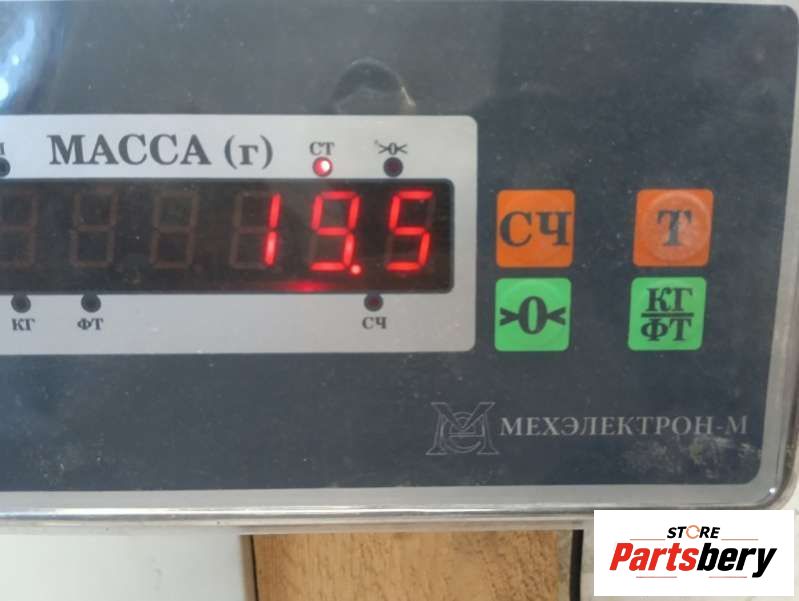 МАССА (г) СТ >0<
19.5
КГ ФТ СЧ
СЧ Т
>0< КГ
ФТ
МЕХЭЛЕКТРОН-М
STORE
Partsbery